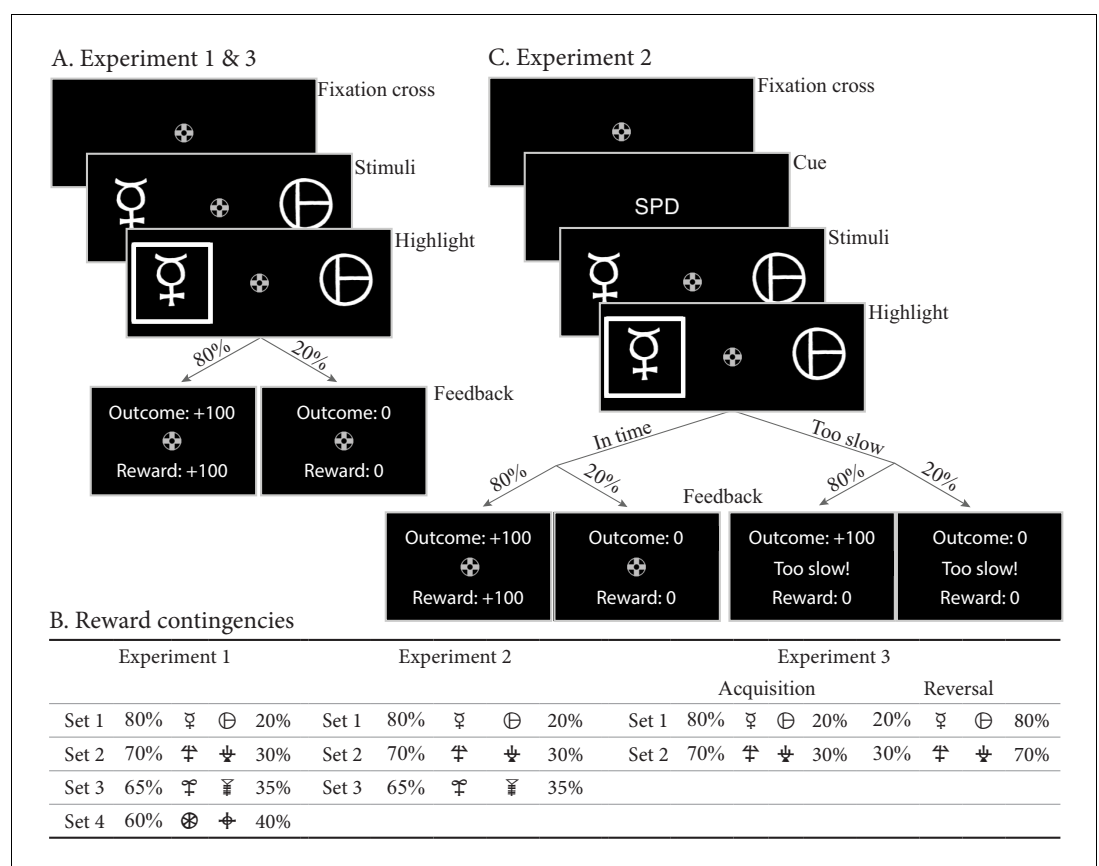 A. Experiment 1 & 3
Fixation cross
Stimuli
Highlight
80%
20%
Feedback
Outcome: +100
Reward: +100
Outcome: 0
Reward: 0
C. Experiment 2
Fixation cross
Cue
SPD
Stimuli
Highlight
In time
Too slow
80%
20%
80%
20%
Feedback
Outcome: +100
Reward: +100
Outcome: 0
Reward: 0
Outcome: +100
Too slow!
Reward: 0
Outcome: 0
Too slow!
Reward: 0
B. Reward contingencies
Experiment 1 Experiment 2 Experiment 3
Acquisition Reversal
Set 1 80% 20% Set 1 80% 20% Set 1 80% 20% 20% 80%
Set 2 70% 30% Set 2 70% 30% Set 2 70% 30% 30% 70%
Set 3 65% 35% Set 3 65% 35%
Set 4 60% 40%